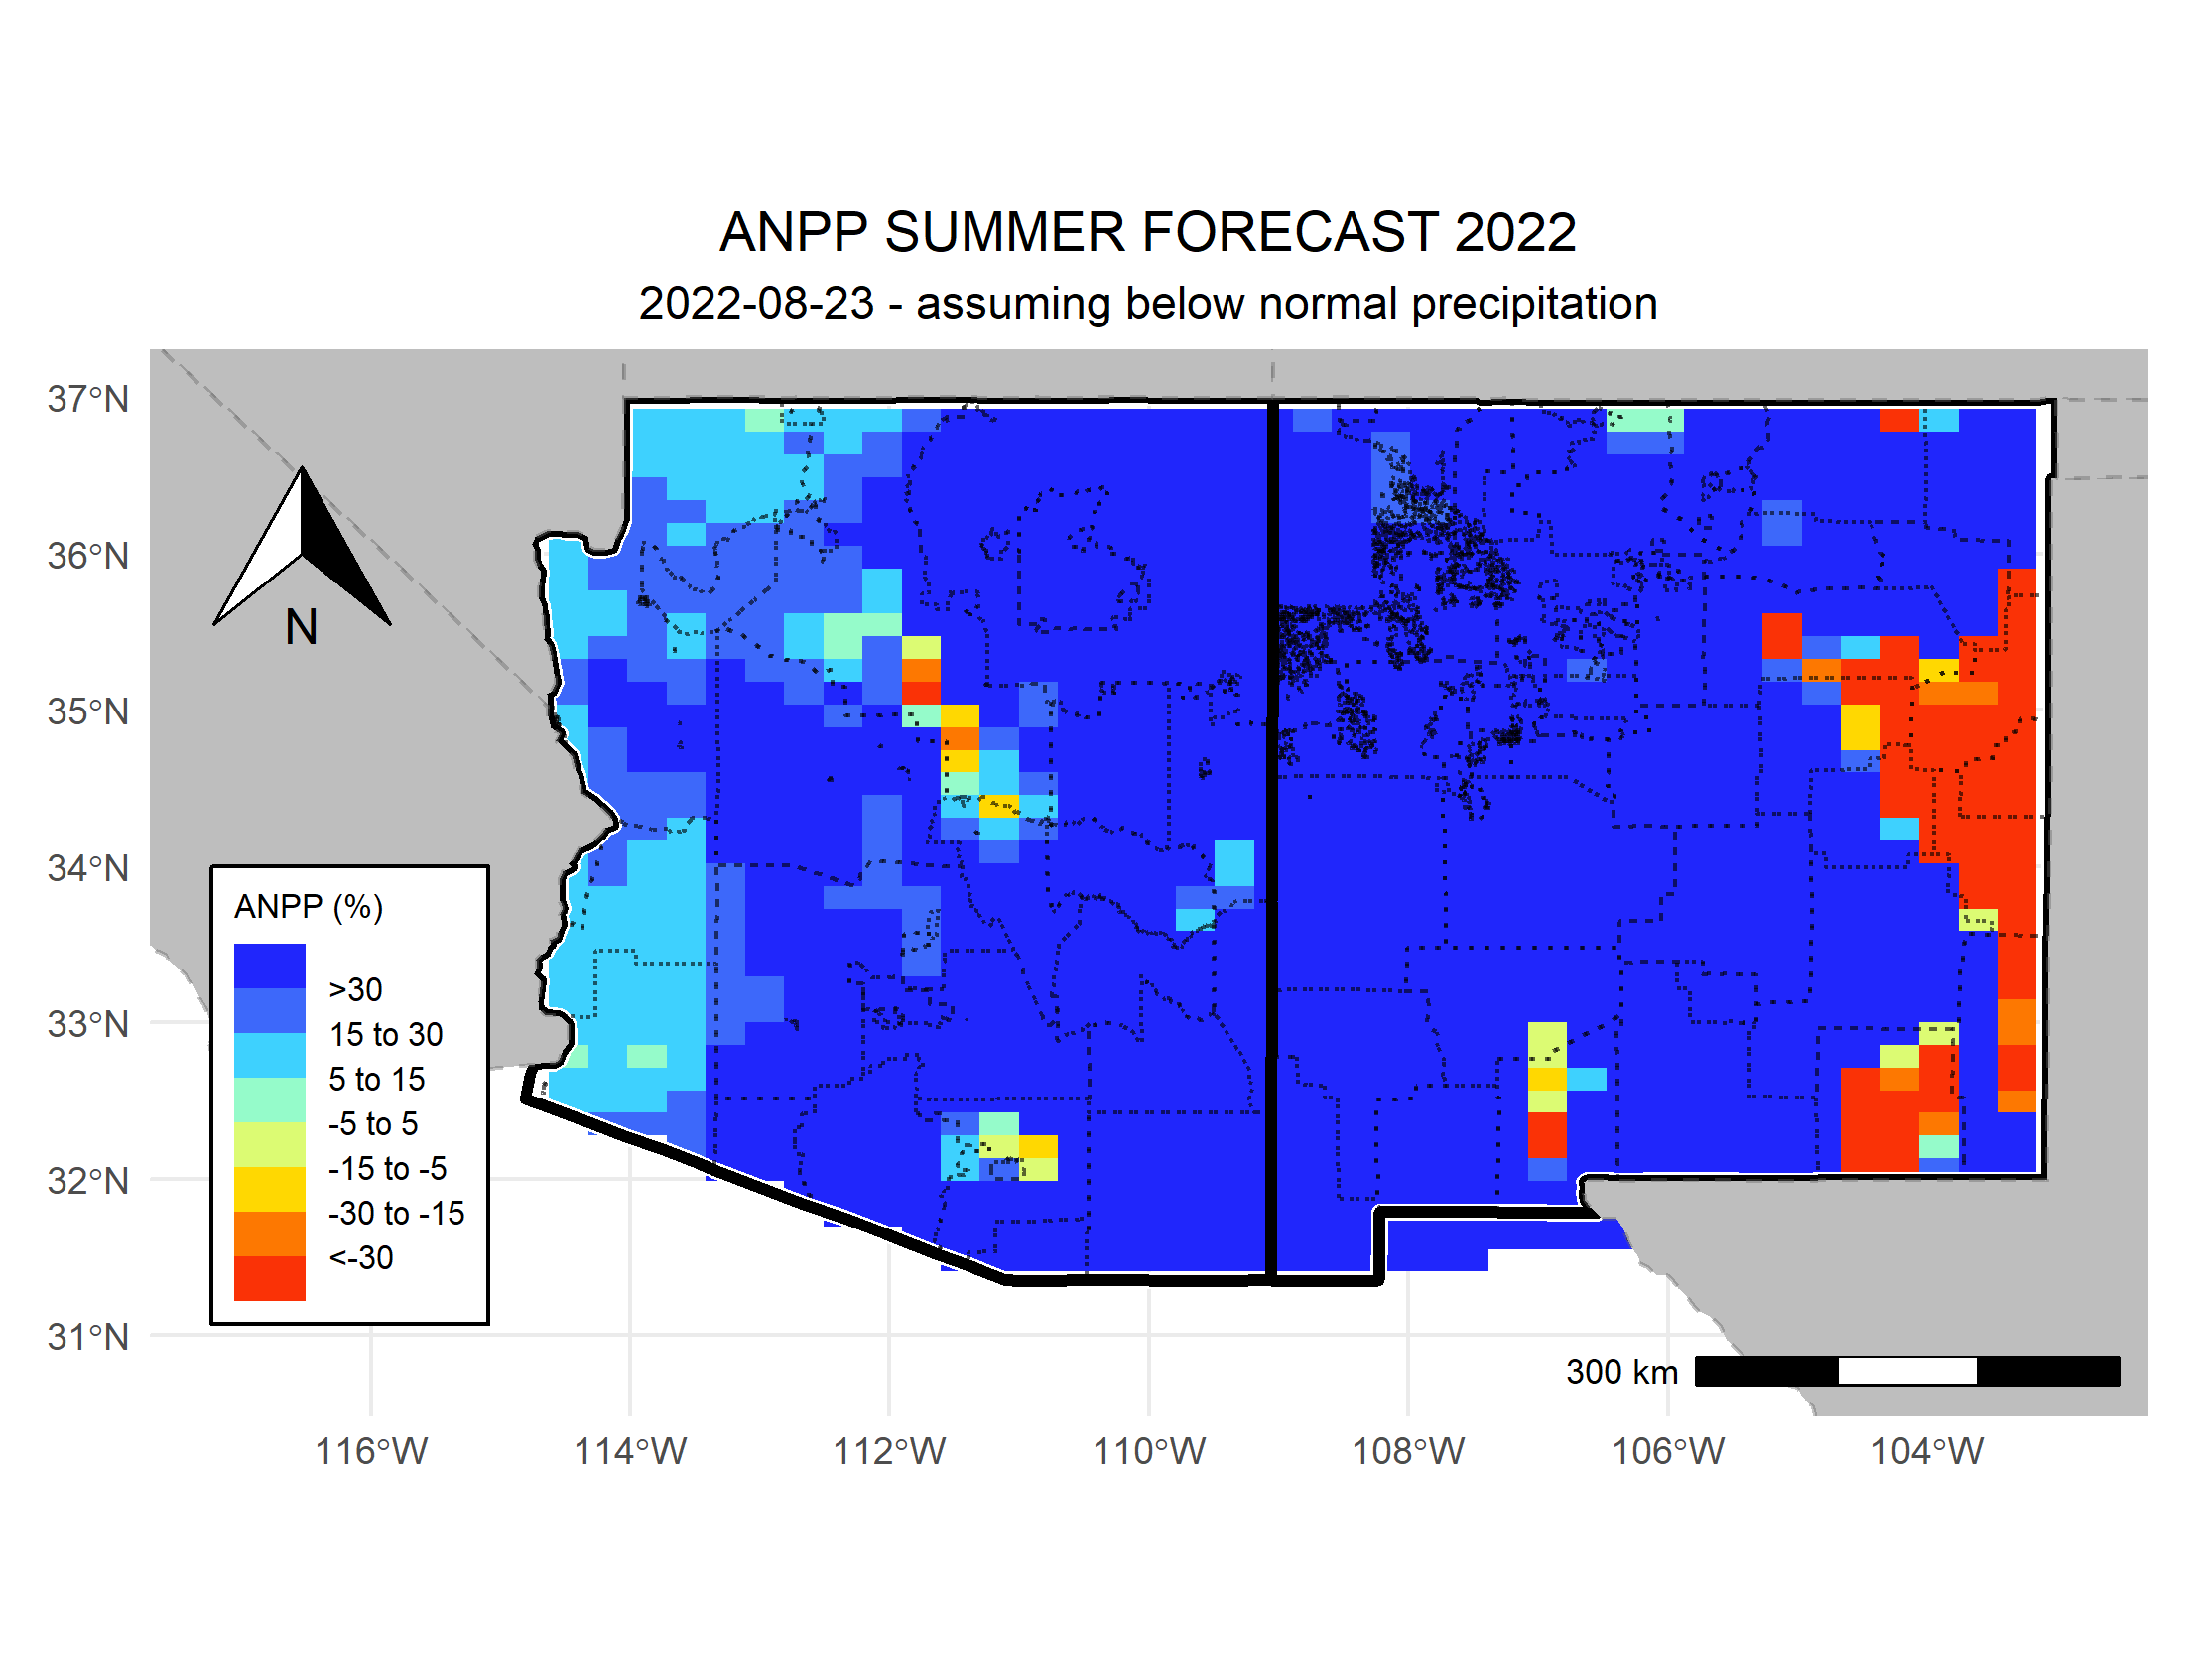 ANPP SUMMER FORECAST 2022
2022-08-23 - assuming below normal precipitation
37°N
36°N
35°N
34°N
33°N
32°N
31°N
N
ANPP (%)
>30
15 to 30
5 to 15
-5 to 5
-15 to -5
-30 to -15
<-30
300 km
116°W
114°W
112°W
110°W
108°W
106°W
104°W